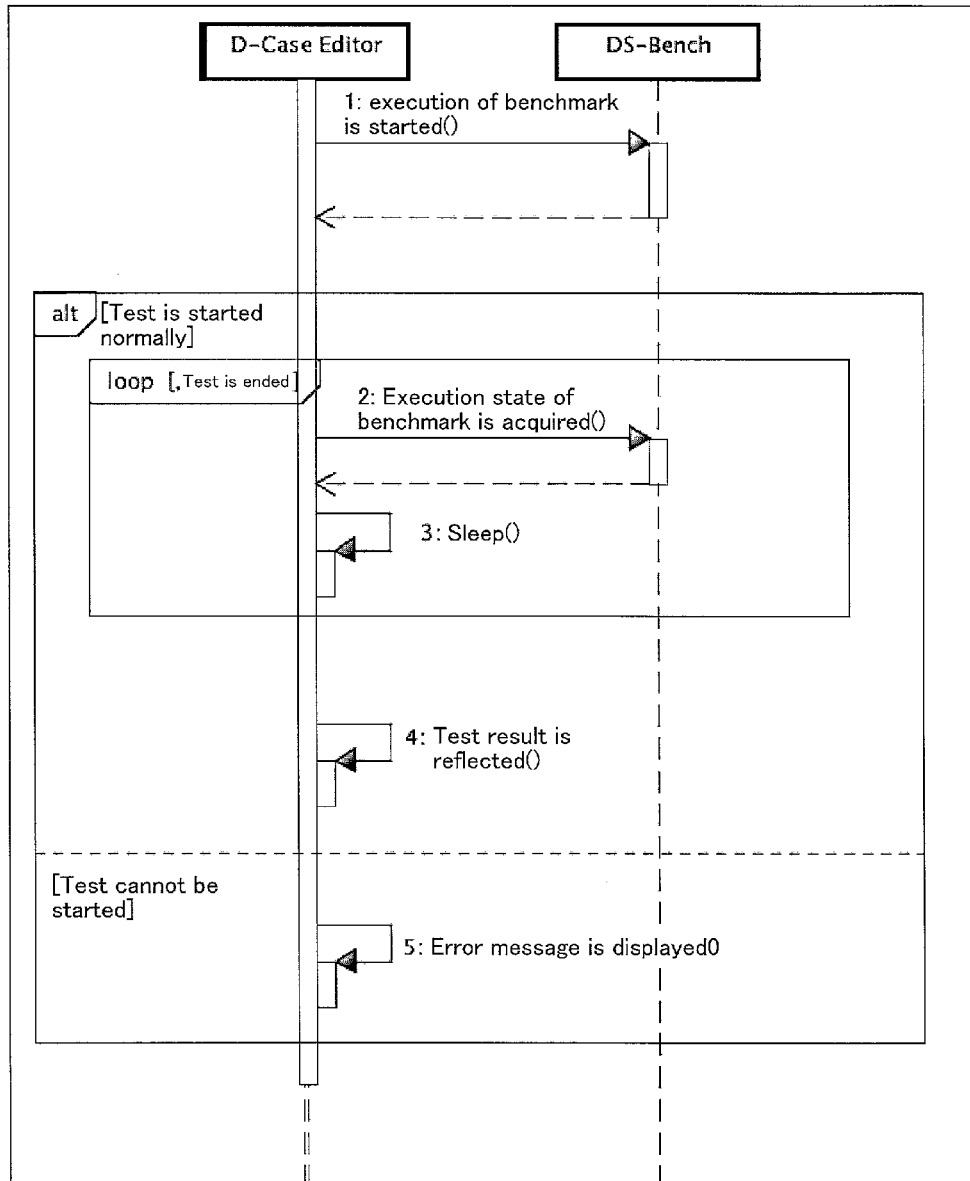 D-Case Editor
DS-Bench
1: execution of benchmark
is started()
alt
[Test is started
normally]
loop [,Test is ended]
2: Execution state of
benchmark is acquired()
3: Sleep()
4: Test result is
reflected()
[Test cannot be
started]
5: Error message is displayed0